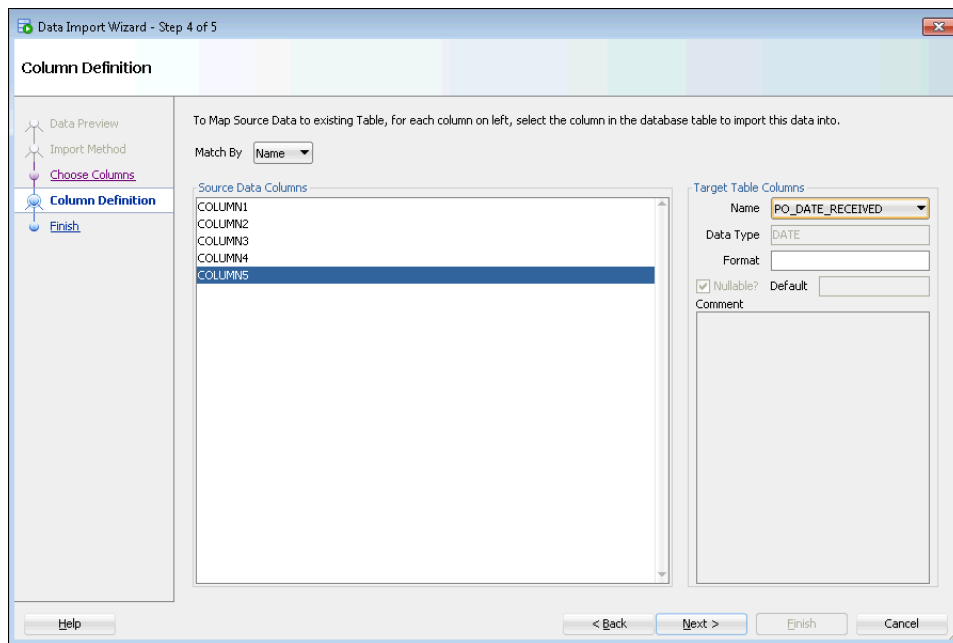 Data Import Wizard - Step 4 of 5
Column Definition
Data Preview
Import Method
Choose Columns
Column Definition
Finish
To Map Source Data to existing Table, for each column on left, select the column in the database table to import this data into.
Match By Name
Source Data Columns
COLUMN1
COLUMN2
COLUMN3
COLUMN4
COLUMN5
Target Table Columns
Name PO_DATE_RECEIVED
Data Type DATE
Format
Nullable? Default
Comment
Help
< Back
Next >
Finish
Cancel